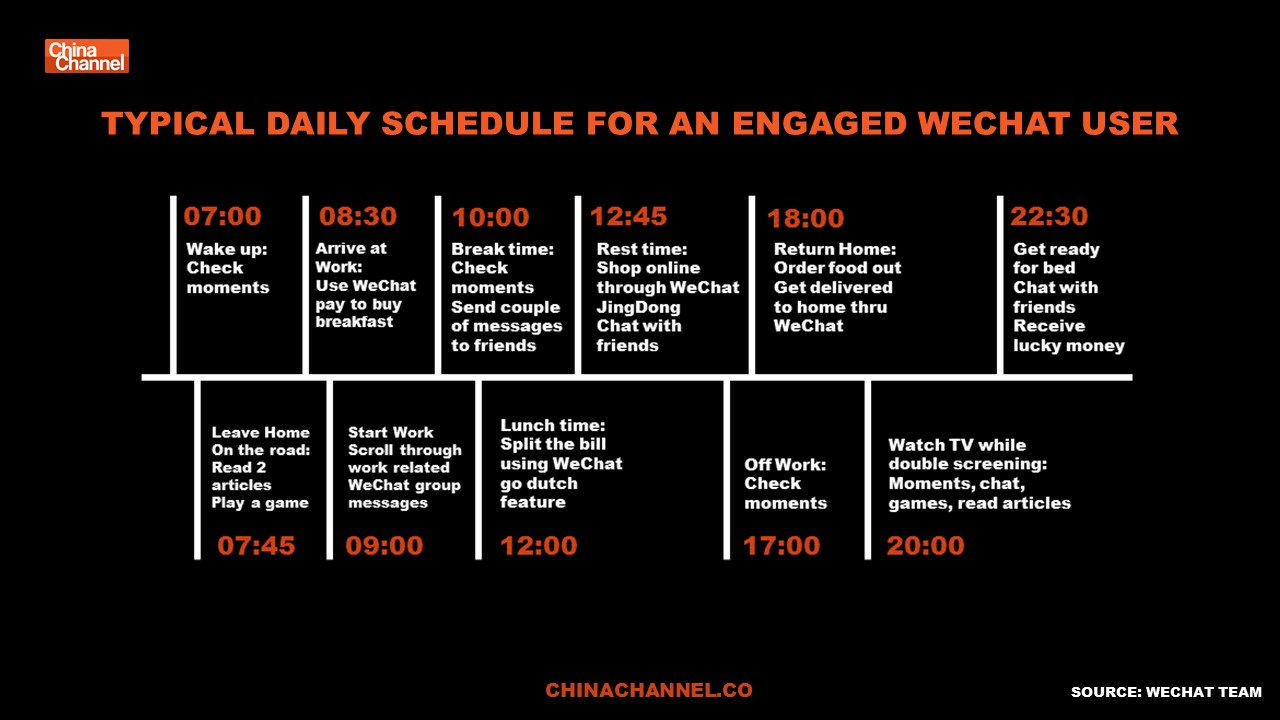 China
Channel
TYPICAL DAILY SCHEDULE FOR AN ENGAGED WECHAT USER
07:00
Wake up:
Check
moments
08:30
Arrive at
Work:
Use WeChat
pay to buy
breakfast
10:00
Break time:
Check
moments
Send couple
of messages
to friends
12:45
Rest time:
Shop online
through WeChat
JingDong
Chat with
friends
18:00
Return Home:
Order food out
Get delivered
to home thru
WeChat
22:30
Get ready
for bed
Chat with
friends
Receive
lucky money
Leave Home
On the road:
Read 2
articles
Play a game
07:45
Start Work
Scroll through
work related
WeChat group
messages
09:00
Lunch time:
Split the bill
using WeChat
go dutch
feature
12:00
Off Work:
Check
moments
17:00
Watch TV while
double screening:
Moments, chat,
games, read articles
20:00
CHINACHANNEL.CO
SOURCE: WECHAT TEAM